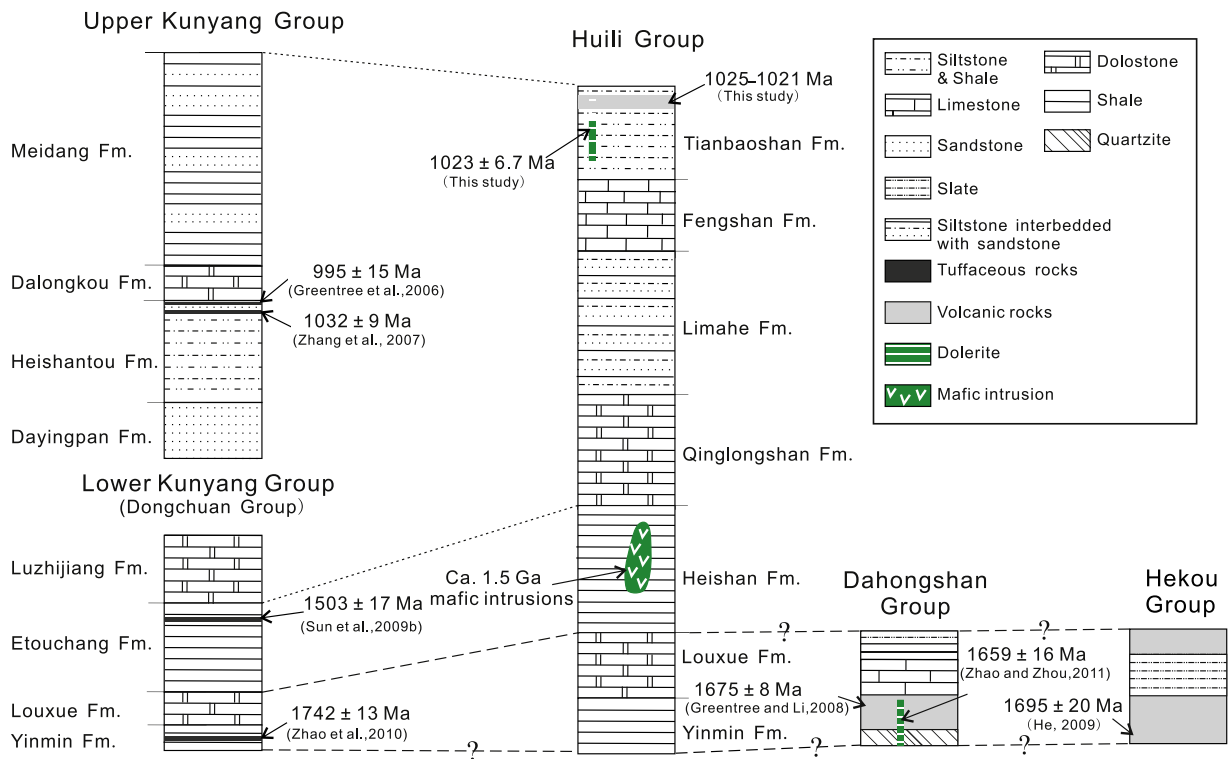 Upper Kunyang Group
Meidang Fm.
Dalongkou Fm.
Heishantou Fm.
Dayingpan Fm.
995 ± 15 Ma
(Greentree et al.,2006)
1032 ± 9 Ma
(Zhang et al., 2007)
Lower Kunyang Group
(Dongchuan Group)
Luzhijiang Fm.
Etouchang Fm.
Louxue Fm.
Yinmin Fm.
1503 ± 17 Ma
(Sun et al.,2009b)
1742 ± 13 Ma
(Zhao et al.,2010)
?
Huili Group
1025–1021 Ma
(This study)
1023 ± 6.7 Ma
(This study)
Tianbaoshan Fm.
Fengshan Fm.
Limahe Fm.
Qinglongshan Fm.
Heishan Fm.
Ca. 1.5 Ga
mafic intrusions
Louxue Fm.
Yinmin Fm.
?
?
Dahongshan
Group
1675 ± 8 Ma
(Greentree and Li,2008)
1659 ± 16 Ma
(Zhao and Zhou,2011)
?
?
Hekou
Group
1695 ± 20 Ma
(He, 2009)
Siltstone
& Shale
Limestone
Sandstone
Slate
Siltstone interbedded
with sandstone
Tuffaceous rocks
Volcanic rocks
Dolerite
Mafic intrusion
Dolostone
Shale
Quartzite